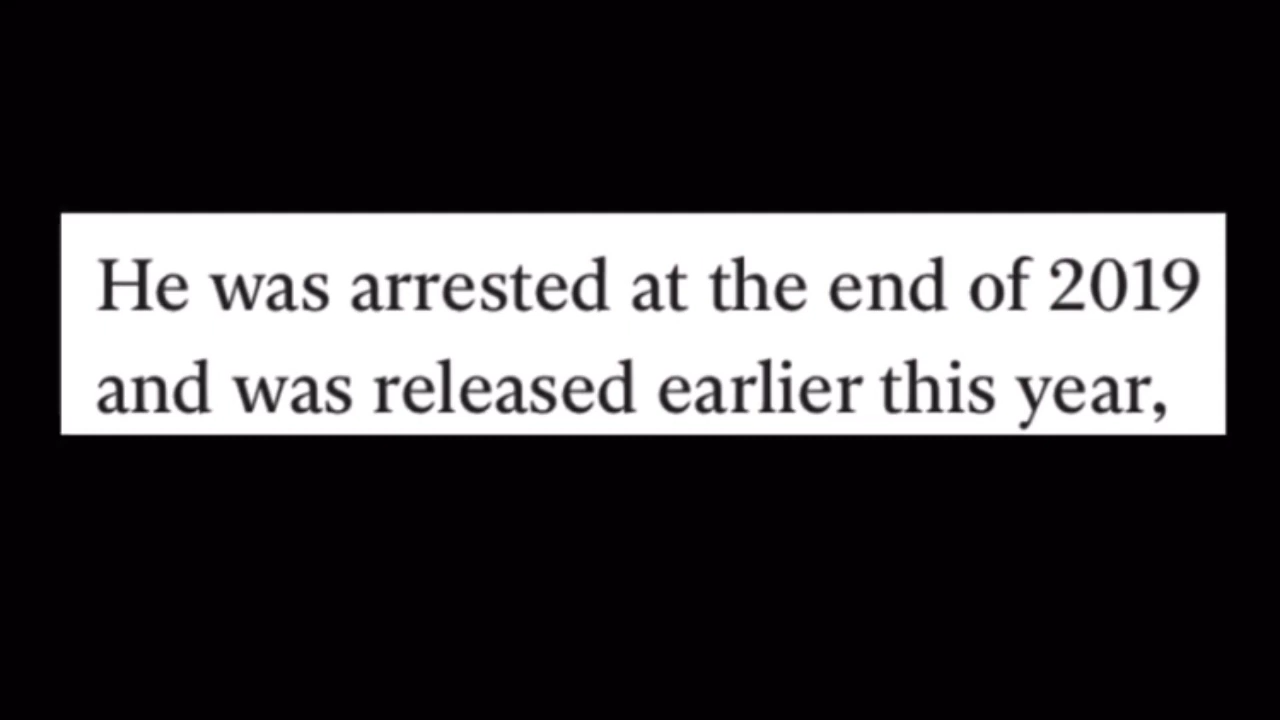 He was arrested at the end of 2019
and was released earlier this year,